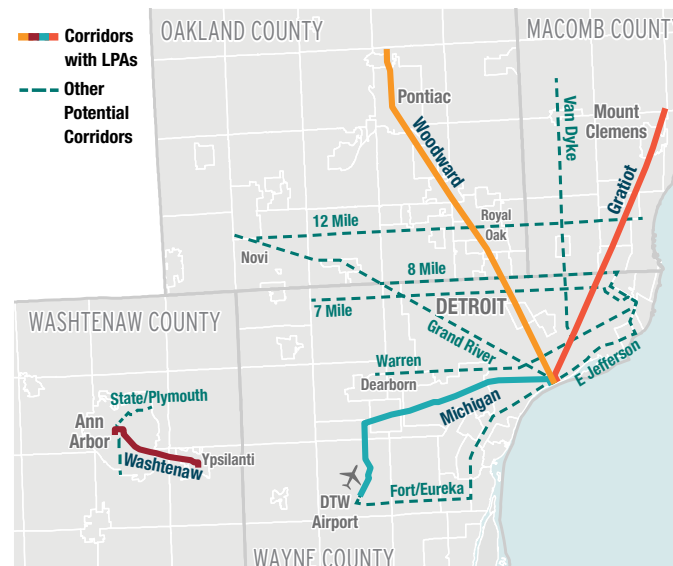 OAKLAND COUNTY
MACOMB COUNTY
Corridors
with LPAs
Other
Potential
Corridors
Pontiac
Woodward
Van Dyke
Mount
Clemens
Gratiot
12 Mile
Royal
Oak
Novi
8 Mile
7 Mile
DETROIT
Grand River
WASHTENAW COUNTY
Warren
Dearborn
E Jefferson
Michigan
State/Plymouth
Ann
Arbor
Washtenaw
Ypsilanti
Fort/Eureka
DTW
Airport
WAYNE COUNTY